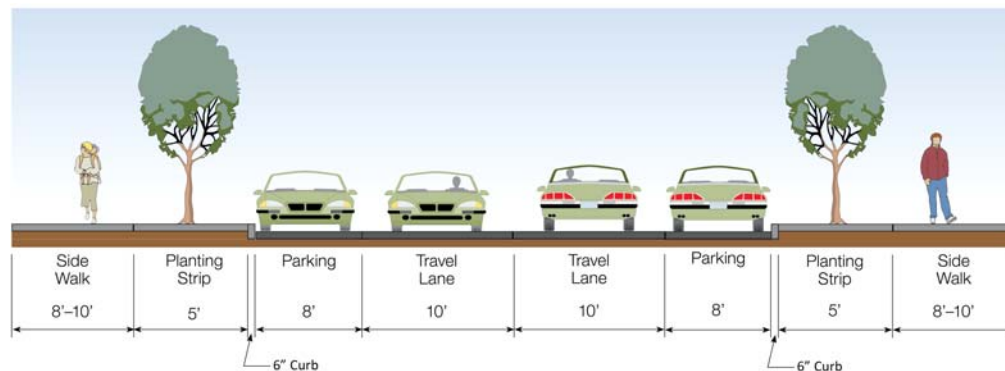 Side
Walk
8’–10’
Planting
Strip
5’
Parking
8’
Travel
Lane
10’
Travel
Lane
10’
Parking
8’
Planting
Strip
5’
Side
Walk
8’–10’
6” Curb
6” Curb